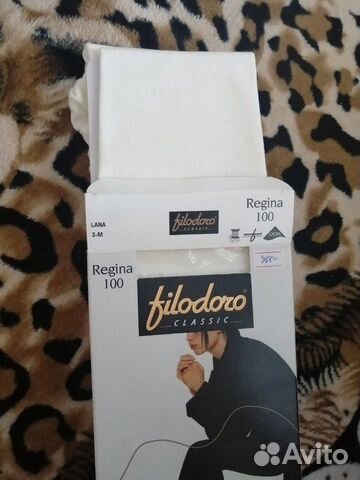 LANA
3-M
filodoro
CLASSIC
Regina
100
Regina
100
filodoro
CLASSIC
Avito